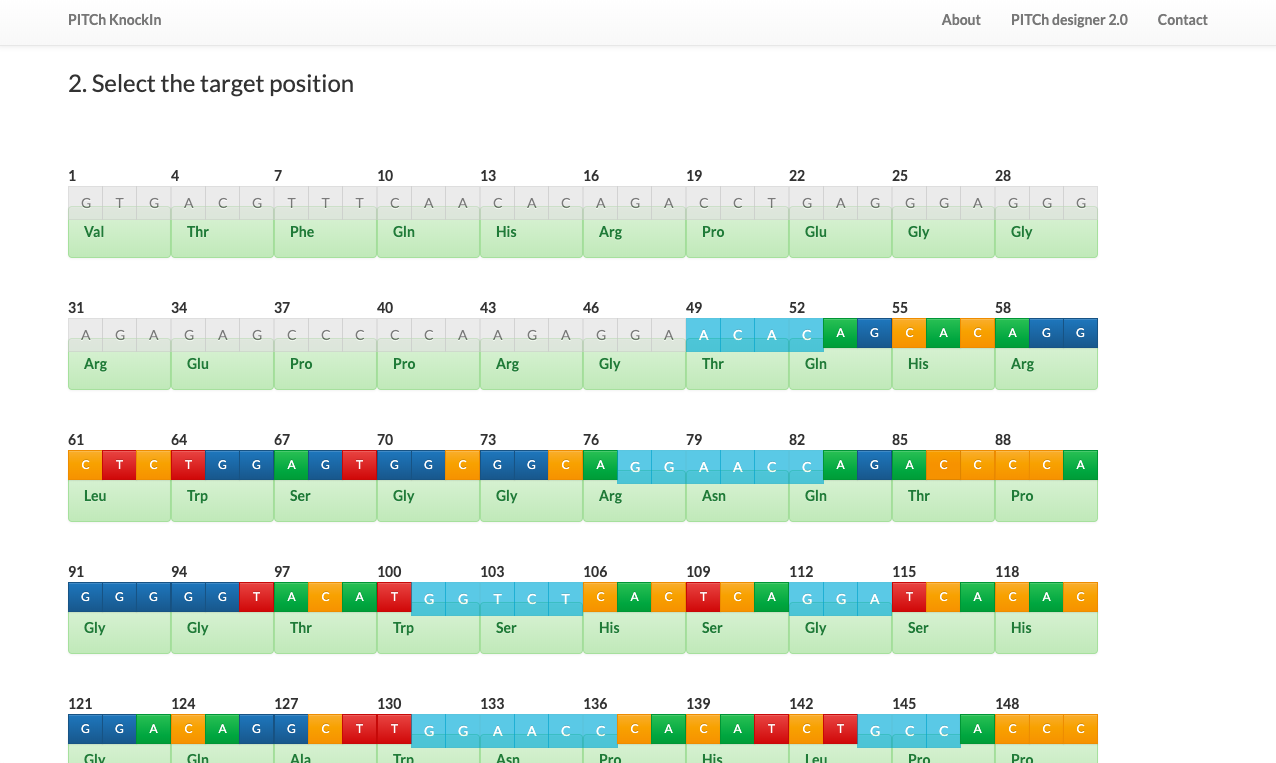 PITCh KnockIn About PITCh designer 2.0 Contact
2. Select the target position
1 4 7 10 13 16 19 22 25 28
G T G A C G T T T C A A C A C A G A C C T G A G G G A G G G
Val Thr Phe Gln His Arg Pro Glu Gly Gly
31 34 37 40 43 46 49 52 55 58
A G A G A G C C C C C A A G A G G A A C A C A G C A C A G G
Arg Glu Pro Pro Arg Gly Thr Gln His Arg
61 64 67 70 73 76 79 82 85 88
C T C T G G A G T G G C G G C A G G A A C C A G A C C C C A
Leu Trp Ser Gly Gly Arg Asn Gln Thr Pro
91 94 97 100 103 106 109 112 115 118
G G G G G T A C A T G G T C T C A C T C A G G A T C A C A C
Gly Gly Thr Trp Ser His Ser Gly Ser His
121 124 127 130 133 136 139 142 145 148
G G A C A G G C T T G G A A C C C A C A T C T G C C A C C C
Gly Gln Ala Trp Asn Pro His Leu Pro Pro